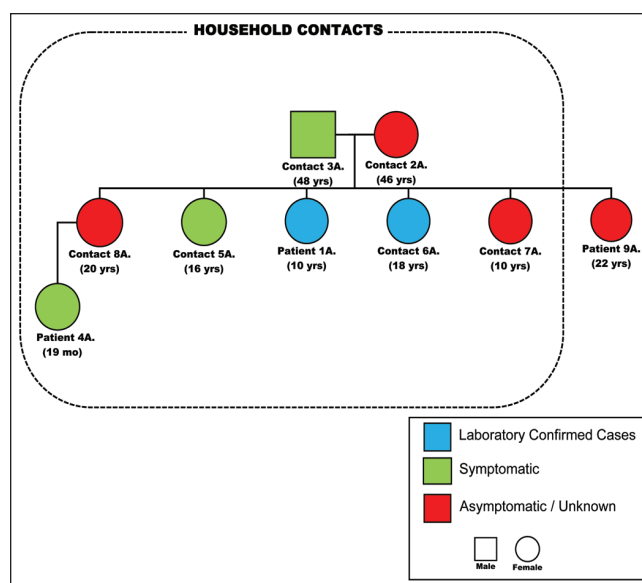 HOUSEHOLD CONTACTS
Contact 3A.
(48 yrs)
Contact 2A.
(46 yrs)
Contact 8A.
(20 yrs)
Contact 5A.
(16 yrs)
Patient 1A.
(10 yrs)
Contact 6A.
(18 yrs)
Contact 7A.
(10 yrs)
Patient 9A.
(22 yrs)
Patient 4A.
(19 mo)
Laboratory Confirmed Cases
Symptomatic
Asymptomatic / Unknown
Male
Female